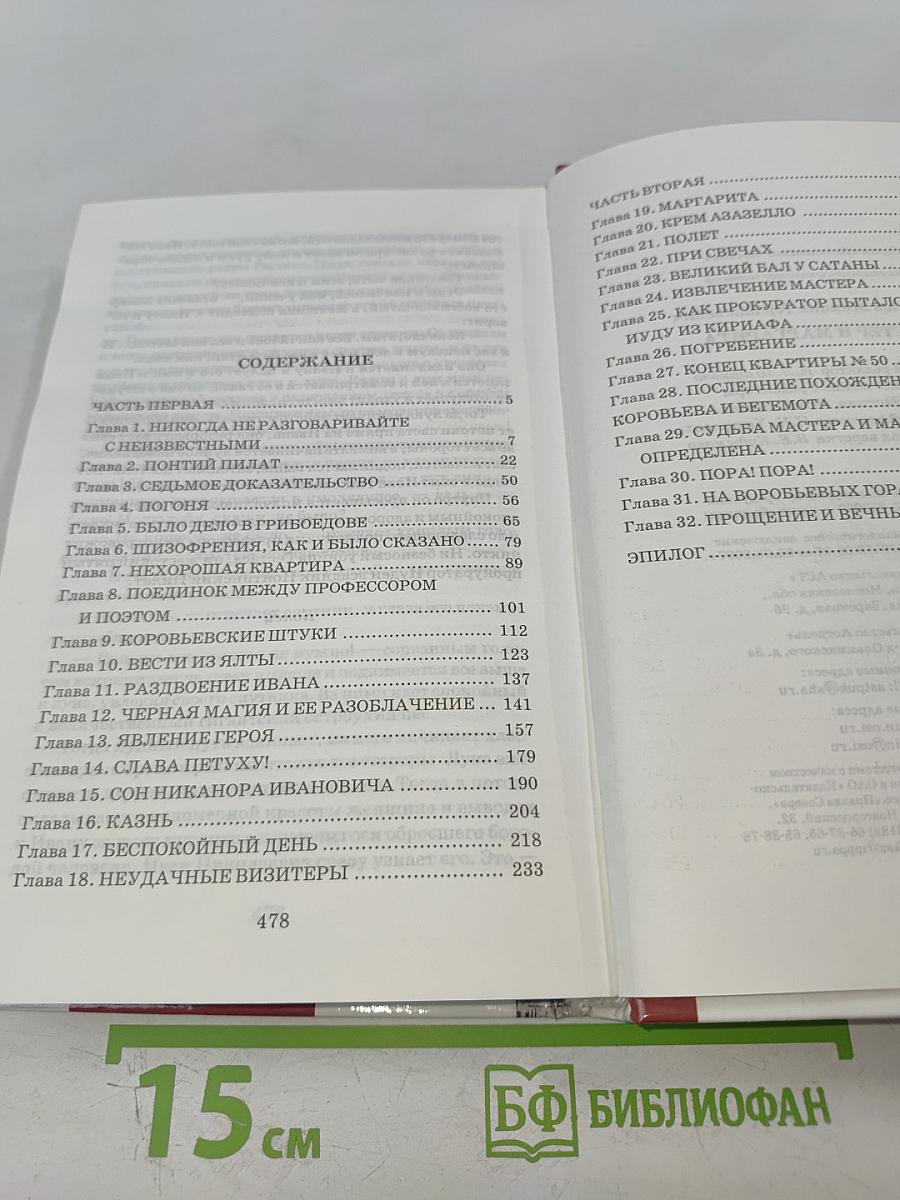 СОДЕРЖАНИЕ
ЧАСТЬ ПЕРВАЯ ........ 5
Глава 1. НИКОГДА НЕ РАЗГОВАРИВАЙТЕ
С НЕИЗВЕСТНЫМИ ........ 7
Глава 2. ПОНТИЙ ПИЛАТ ........ 22
Глава 3. СЕДЬМОЕ ДОКАЗАТЕЛЬСТВО ........ 50
Глава 4. ПОГОНЯ ........ 56
Глава 5. БЫЛО ДЕЛО В ГРИБОЕДОВЕ ........ 65
Глава 6. ШИЗОФРЕНИЯ, КАК И БЫЛО СКАЗАНО ........ 79
Глава 7. НЕХОРОШАЯ КВАРТИРА ........ 89
Глава 8. ПОЕДИНОК МЕЖДУ ПРОФЕССОРОМ
И ПОЭТОМ ........ 101
Глава 9. КОРОВЬЕВСКИЕ ШТУКИ ........ 112
Глава 10. ВЕСТИ ИЗ ЯЛТЫ ........ 123
Глава 11. РАЗДВОЕНИЕ ИВАНА ........ 137
Глава 12. ЧЕРНАЯ МАГИЯ И ЕЕ РАЗОБЛАЧЕНИЕ ... 141
Глава 13. ЯВЛЕНИЕ ГЕРОЯ ........ 157
Глава 14. СЛАВА ПЕТУХУ! ........ 179
Глава 15. СОН НИКАНОРА ИВАНОВИЧА ........ 190
Глава 16. КАЗНЬ ........ 204
Глава 17. БЕСПОКОЙНЫЙ ДЕНЬ ........ 218
Глава 18. НЕУДАЧНЫЕ ВИЗИТЕРЫ ........ 233
478
ЧАСТЬ ВТОРАЯ ........
Глава 19. МАРГАРИТА ........
Глава 20. КРЕМ АЗАЗЕЛЛО ........
Глава 21. ПОЛЕТ ........
Глава 22. ПРИ СВЕЧАХ ........
Глава 23. ВЕЛИКИЙ БАЛ У САТАНЫ ........
Глава 24. ИЗВЛЕЧЕНИЕ МАСТЕРА ........
Глава 25. КАК ПРОКУРАТОР ПЫТАЛС
ИУДУ ИЗ КИРИАФА ........
Глава 26. ПОГРЕБЕНИЕ ........
Глава 27. КОНЕЦ КВАРТИРЫ № 50 ...
Глава 28. ПОСЛЕДНИЕ ПОХОЖДЕН
КОРОВЬЕВА И БЕГЕМОТА ........
Глава 29. СУДЬБА МАСТЕРА И МА
ОПРЕДЕЛЕНА ........
Глава 30. ПОРА! ПОРА! ........
Глава 31. НА ВОРОБЬЕВЫХ ГОРА
Глава 32. ПРОЩЕНИЕ И ВЕЧНЫ
ЭПИЛОГ ........
15 см
БФ БИБЛИОФАН